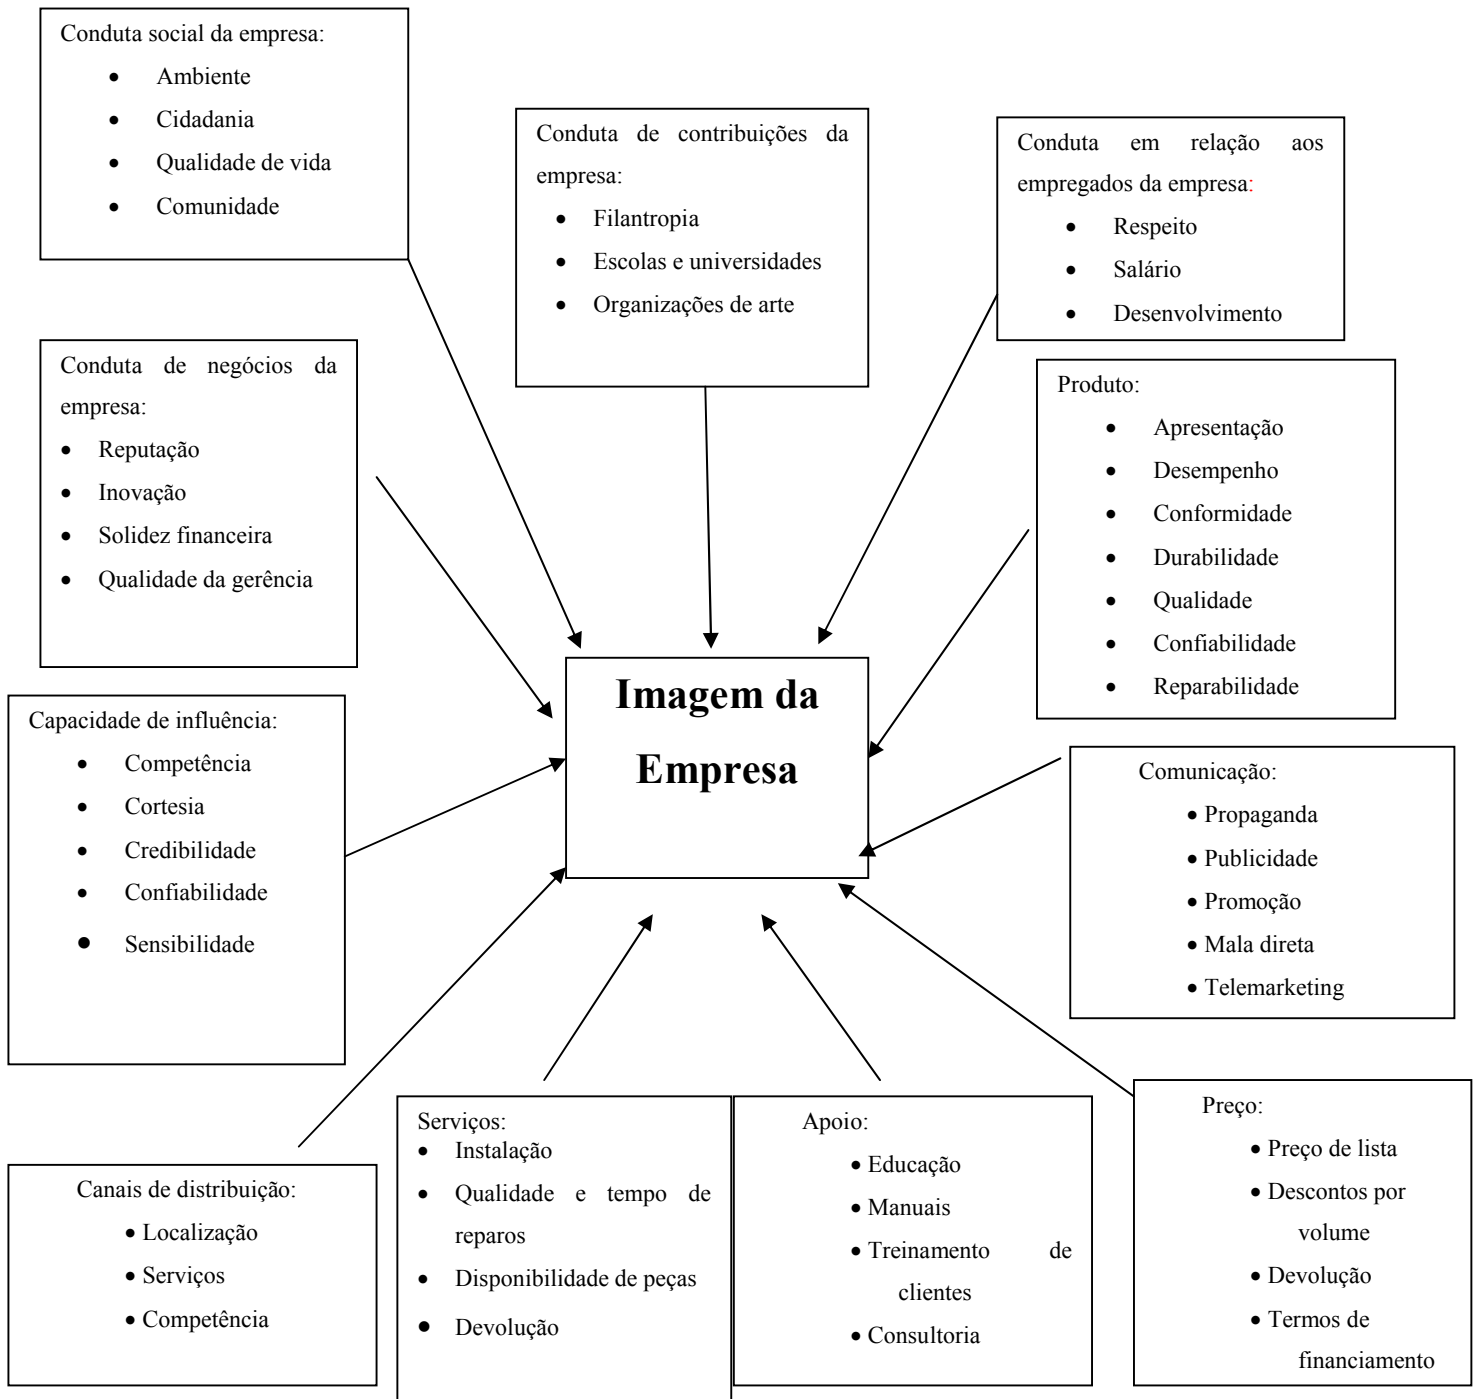 Conduta social da empresa:
• Ambiente
• Cidadania
• Qualidade de vida
• Comunidade
Conduta de contribuições da
empresa:
• Filantropia
• Escolas e universidades
• Organizações de arte
Conduta em relação aos
empregados da empresa:
• Respeito
• Salário
• Desenvolvimento
Conduta de negócios da
empresa:
• Reputação
• Inovação
• Solidez financeira
• Qualidade da gerência
Produto:
• Apresentação
• Desempenho
• Conformidade
• Durabilidade
• Qualidade
• Confiabilidade
• Reparabilidade
Imagem da
Empresa
Capacidade de influência:
• Competência
• Cortesia
• Credibilidade
• Confiabilidade
• Sensibilidade
Comunicação:
• Propaganda
• Publicidade
• Promoção
• Mala direta
• Telemarketing
Canais de distribuição:
• Localização
• Serviços
• Competência
Serviços:
• Instalação
• Qualidade e tempo de
reparos
• Disponibilidade de peças
• Devolução
Apoio:
• Educação
• Manuais
• Treinamento de
clientes
• Consultoria
Preço:
• Preço de lista
• Descontos por
volume
• Devolução
• Termos de
financiamento